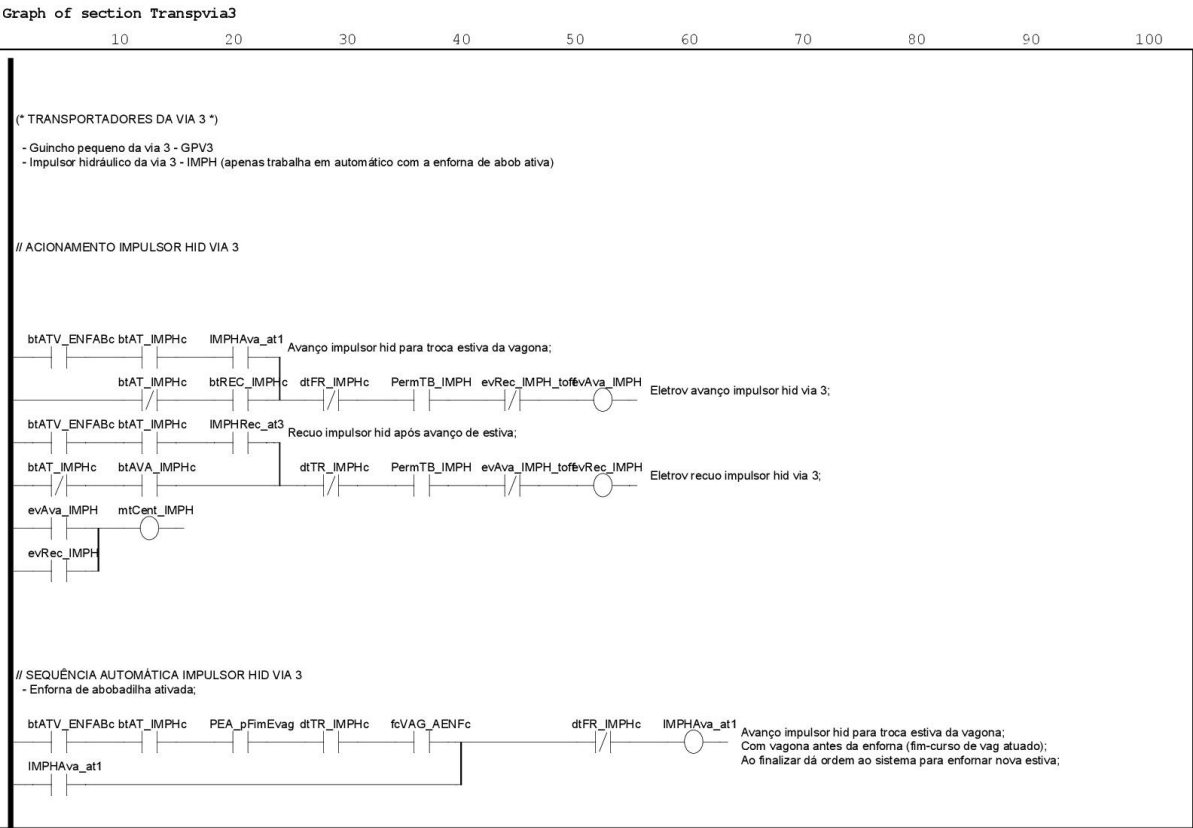 Graph of section Transpvia3
10 20 30 40 50 60 70 80 90 100
(* TRANSPORTADORES DA VIA 3 *)
- Guincho pequeno da via 3 - GPV3
- Impulsor hidráulico da via 3 - IMPH (apenas trabalha em automático com a enforna de abob ativa)
// ACIONAMENTO IMPULSOR HID VIA 3
btATV_ENFABc btAT_IMPHc IMPHAva_at1
Avanço impulsor hid para troca estiva da vagona;
btAT_IMPHc btREC_IMPHc dtFR_IMPHc PermTB_IMPH evRec_IMPH_toff evAva_IMPH
Eletrov avanço impulsor hid via 3;
btATV_ENFABc btAT_IMPHc IMPHRec_at3
Recuo impulsor hid após avanço de estiva;
btAT_IMPHc btAVA_IMPHc dtTR_IMPHc PermTB_IMPH evAva_IMPH_toff evRec_IMPH
Eletrov recuo impulsor hid via 3;
evAva_IMPH mtCent_IMPH
evRec_IMPH
// SEQUÊNCIA AUTOMÁTICA IMPULSOR HID VIA 3
- Enforna de abobadilha ativada;
btATV_ENFABc btAT_IMPHc PEA_pFimEvag dtTR_IMPHc fcVAG_AENFc dtFR_IMPHc IMPHAva_at1
Avanço impulsor hid para troca estiva da vagona;
Com vagona antes da enforna (fim-curso de vag atuado);
Ao finalizar dá ordem ao sistema para enfornar nova estiva;
IMPHAva_at1